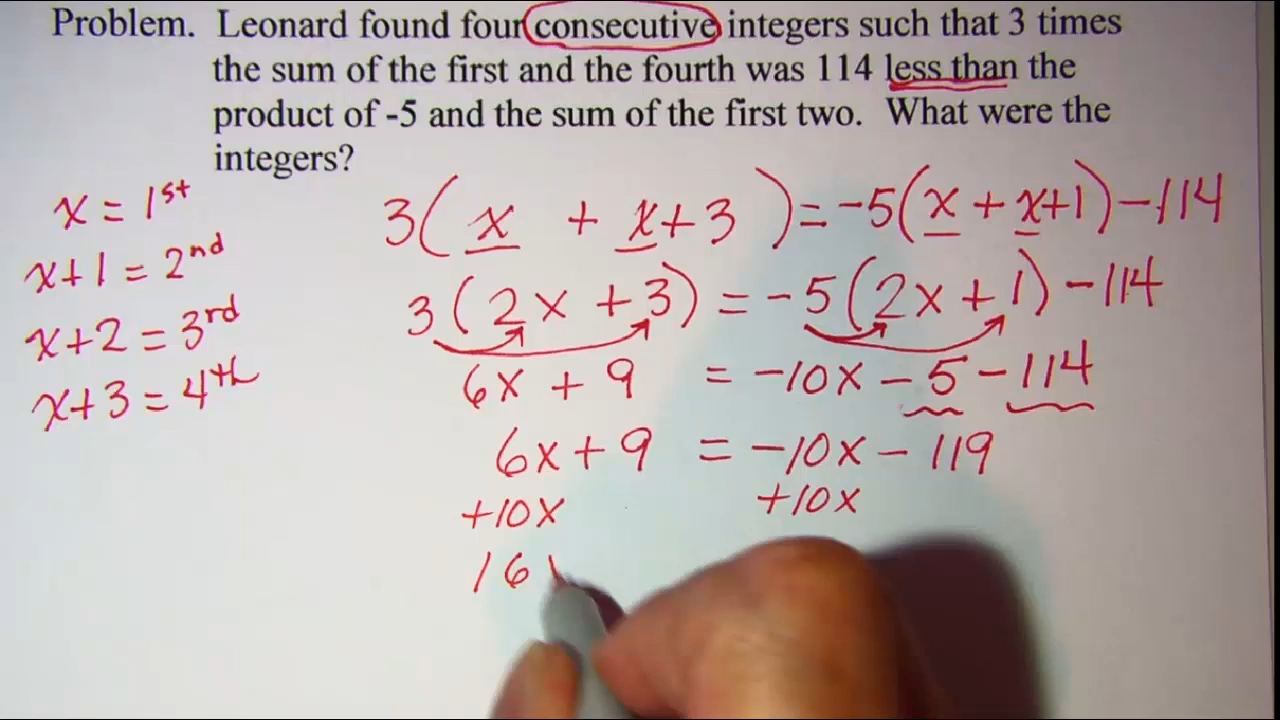 Problem. Leonard found four consecutive integers such that 3 times
the sum of the first and the fourth was 114 less than the
product of -5 and the sum of the first two. What were the
integers?
x = 1st
x+1 = 2nd
x+2 = 3rd
x+3 = 4th
3( x + x+3 ) = -5(x + x+1) - 114
3(2x + 3) = -5(2x + 1) - 114
6x + 9 = -10x - 5 - 114
6x + 9 = -10x - 119
+10x +10x
16